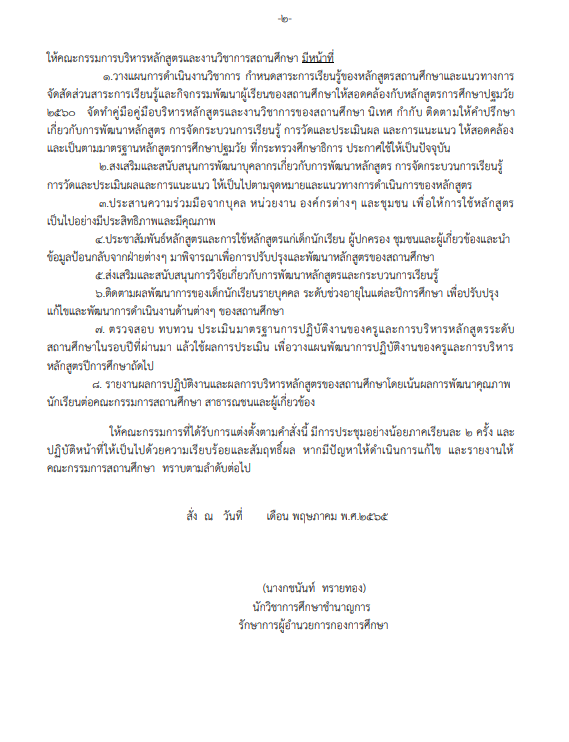 -๒-
ให้คณะกรรมการบริหารหลักสูตรและงานวิชาการสถานศึกษา มีหน้าที่
๑.วางแผนการดำเนินงานวิชาการ กำหนดสาระการเรียนรู้ของหลักสูตรสถานศึกษาและแนวทางการ
จัดสัดส่วนสาระการเรียนรู้และกิจกรรมพัฒนาผู้เรียนของสถานศึกษาให้สอดคล้องกับหลักสูตรการศึกษาปฐมวัย
๒๕๖๐ จัดทำคู่มือคู่มือบริหารหลักสูตรและงานวิชาการของสถานศึกษา นิเทศ กำกับ ติดตามให้คำปรึกษา
เกี่ยวกับการพัฒนาหลักสูตร การจัดกระบวนการเรียนรู้ การวัดและประเมินผล และการแนะแนว ให้สอดคล้อง
และเป็นตามมาตรฐานหลักสูตรการศึกษาปฐมวัย ที่กระทรวงศึกษาธิการ ประกาศใช้ให้เป็นปัจจุบัน
๒.ส่งเสริมและสนับสนุนการพัฒนาบุคลากรเกี่ยวกับการพัฒนาหลักสูตร การจัดกระบวนการเรียนรู้
การวัดและประเมินผลและการแนะแนว ให้เป็นไปตามจุดหมายและแนวทางการดำเนินการของหลักสูตร
๓.ประสานความร่วมมือจากบุคล หน่วยงาน องค์กรต่างๆ และชุมชน เพื่อให้การใช้หลักสูตร
เป็นไปอย่างมีประสิทธิภาพและมีคุณภาพ
๔.ประชาสัมพันธ์หลักสูตรและการใช้หลักสูตรแก่เด็กนักเรียน ผู้ปกครอง ชุมชนและผู้เกี่ยวข้องและนำ
ข้อมูลป้อนกลับจากฝ่ายต่างๆ มาพิจารณาเพื่อการปรับปรุงและพัฒนาหลักสูตรของสถานศึกษา
๕.ส่งเสริมและสนับสนุนการวิจัยเกี่ยวกับการพัฒนาหลักสูตรและกระบวนการเรียนรู้
๖.ติดตามผลพัฒนาการของเด็กนักเรียนรายบุคคล ระดับช่วงอายุในแต่ละปีการศึกษา เพื่อปรับปรุง
แก้ไขและพัฒนาการดำเนินงานด้านต่างๆ ของสถานศึกษา
๗. ตรวจสอบ ทบทวน ประเมินมาตรฐานการปฏิบัติงานของครูและการบริหารหลักสูตรระดับ
สถานศึกษาในรอบปีที่ผ่านมา แล้วใช้ผลการประเมิน เพื่อวางแผนพัฒนาการปฏิบัติงานของครูและการบริหาร
หลักสูตรปีการศึกษาถัดไป
๘. รายงานผลการปฏิบัติงานและผลการบริหารหลักสูตรของสถานศึกษาโดยเน้นผลการพัฒนาคุณภาพ
นักเรียนต่อคณะกรรมการสถานศึกษา สาธารณชนและผู้เกี่ยวข้อง
ให้คณะกรรมการที่ได้รับการแต่งตั้งตามคำสั่งนี้ มีการประชุมอย่างน้อยภาคเรียนละ ๒ ครั้ง และ
ปฏิบัติหน้าที่ให้เป็นไปด้วยความเรียบร้อยและสัมฤทธิ์ผล หากมีปัญหาให้ดำเนินการแก้ไข และรายงานให้
คณะกรรมการสถานศึกษา ทราบตามลำดับต่อไป
สั่ง ณ วันที่ เดือน พฤษภาคม พ.ศ.๒๕๖๕
(นางกชนันท์ ทรายทอง)
นักวิชาการศึกษาชำนาญการ
รักษาการผู้อำนวยการกองการศึกษา